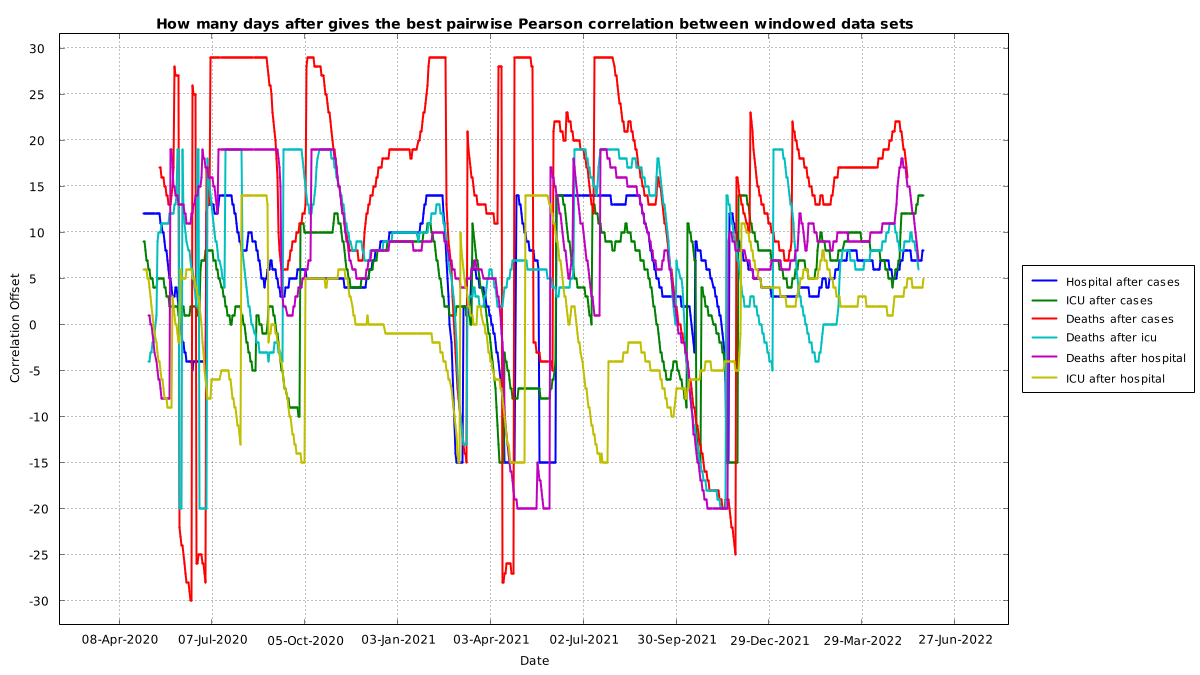 How many days after gives the best pairwise Pearson correlation between windowed data sets
30
25
20
15
10
5
0
-5
-10
-15
-20
-25
-30
Correlation Offset
08-Apr-2020 07-Jul-2020 05-Oct-2020 03-Jan-2021 03-Apr-2021 02-Jul-2021 30-Sep-2021 29-Dec-2021 29-Mar-2022 27-Jun-2022
Date
Hospital after cases
ICU after cases
Deaths after cases
Deaths after icu
Deaths after hospital
ICU after hospital